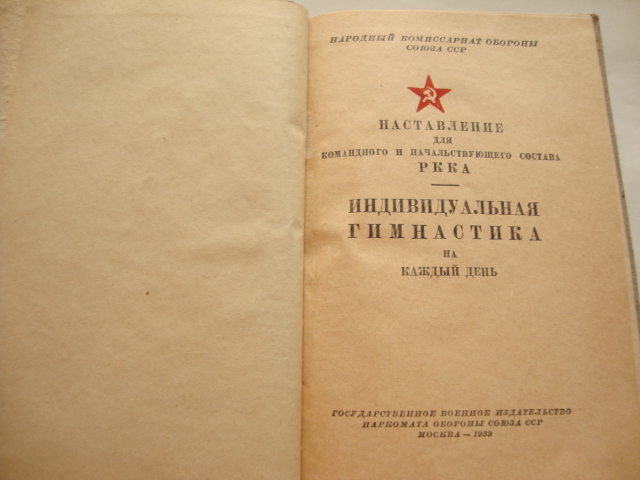 НАРОДНЫЙ КОМИССАРИАТ ОБОРОНЫ
СОЮЗА ССР
НАСТАВЛЕНИЕ
ДЛЯ
КОМАНДНОГО И НАЧАЛЬСТВУЮЩЕГО СОСТАВА
РККА
ИНДИВИДУАЛЬНАЯ
ГИМНАСТИКА
НА
КАЖДЫЙ ДЕНЬ
ГОСУДАРСТВЕННОЕ ВОЕННОЕ ИЗДАТЕЛЬСТВО
НАРКОМАТА ОБОРОНЫ СОЮЗА ССР
МОСКВА — 1939